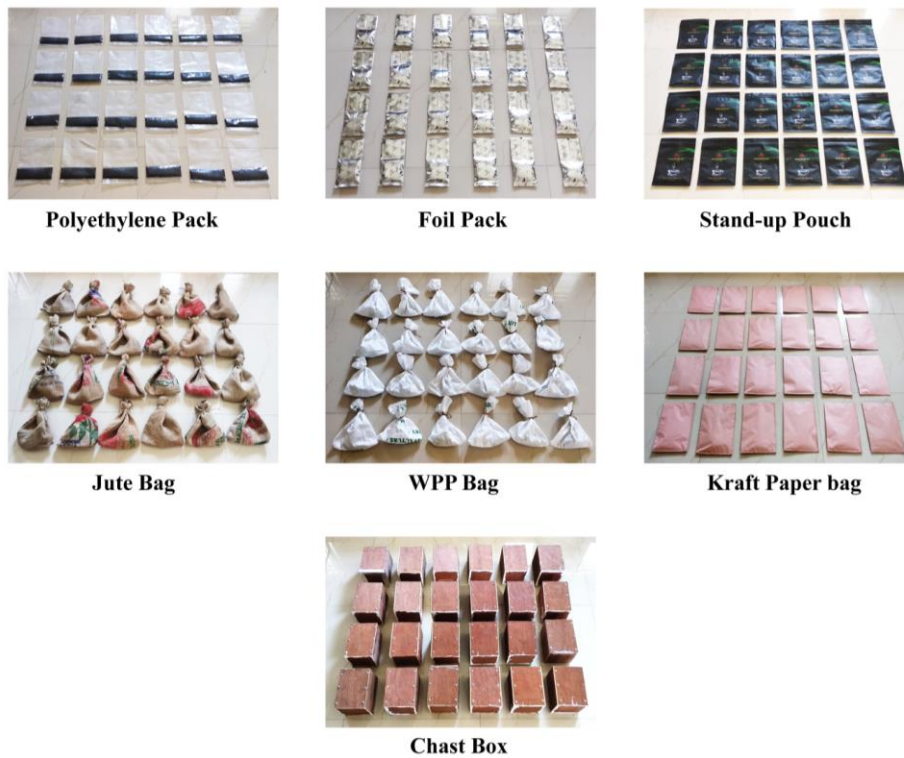 Polyethylene Pack
Foil Pack
Stand-up Pouch
Jute Bag
WPP Bag
Kraft Paper bag
Chast Box